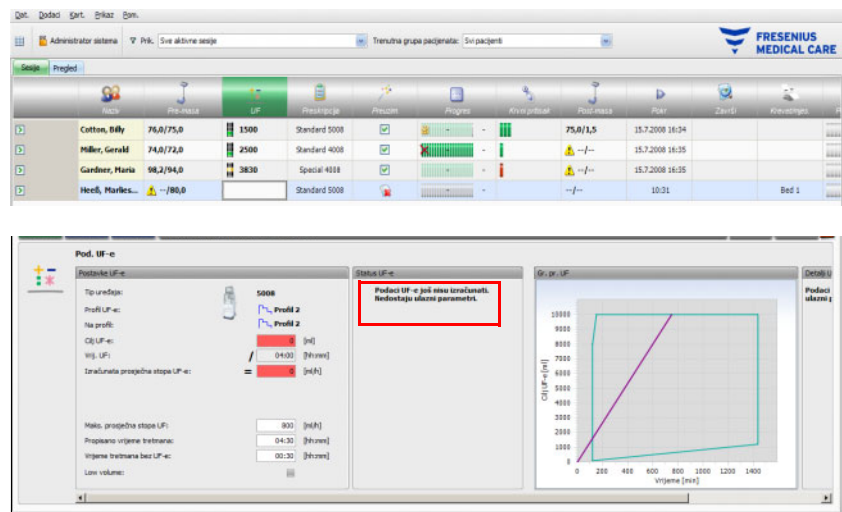 Dat. Dodaci Kart. Prikaz Pom.
Administrator sistema Prik. Sve aktivne sesije Trenutna grupa pacijenata: Svi pacijenti
FRESENIUS
MEDICAL CARE
Sesije Pregled
Naziv Pre-masa UF Preskripcija Preuzim Progres Krvni pritisak Post-masa Pokr Završi Krevet/mjes.
Cotton, Billy 76,0/75,0 1500 Standard 5008 - - 75,0/1,5 15.7.2008 16:34
Miller, Gerald 74,0/72,0 2500 Standard 4008 - - --/-- 15.7.2008 16:35
Gardner, Maria 98,2/94,0 3830 Special 4008 - - --/-- 15.7.2008 16:35
Heeß, Marlies... --/80,0 Standard 5008 - - --/-- 10:31 Bed 1
Pod. UF-e
Postavke UF-e Status UF-e Gr. pr. UF Detalji U
Tip uređaja: 5008
Profil UF-e: Profil 2
Na profil: Profil 2
Cilj UF-e: 0 [ml]
Vrij. UF: / 04:00 [hh:mm]
Izračunata prosječna stopa UF-e: = 0 [ml/h]
Maks. prosječna stopa UF: 800 [ml/h]
Propisano vrijeme tretmana: 04:30 [hh:mm]
Vrijeme tretmana bez UF-e: 00:30 [hh:mm]
Low volume:
Podaci UF-e još nisu izračunati.
Nedostaju ulazni parametri.
Cilj UF-e [ml]
10000
9000
8000
7000
6000
5000
4000
3000
2000
1000
0 200 400 600 800 1000 1200 1400
Vrijeme [min]
Podaci
ulazni p